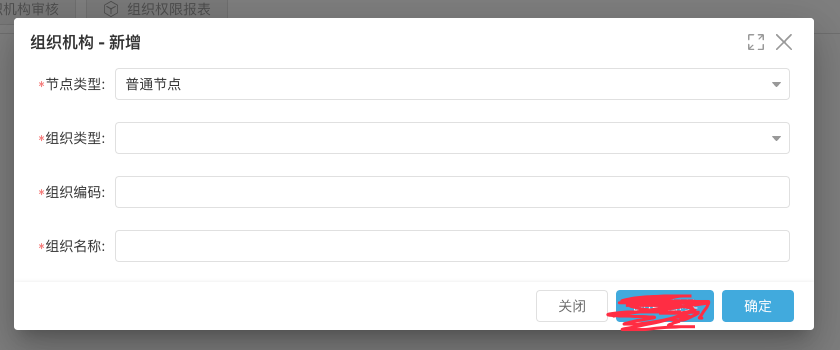 机构审核
组织权限报表
组织机构 - 新增
*节点类型:
普通节点
*组织类型:
*组织编码:
*组织名称:
关闭
确定